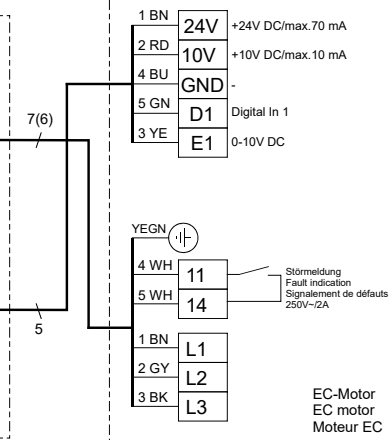 1 BN 24V +24V DC/max.70 mA
2 RD 10V +10V DC/max.10 mA
4 BU GND -
5 GN D1 Digital In 1
3 YE E1 0-10V DC
7(6)
5
YEGN
4 WH 11
5 WH 14
Störmeldung
Fault indication
Signalement de défauts
250V~/2A
1 BN L1
2 GY L2
3 BK L3
EC-Motor
EC motor
Moteur EC